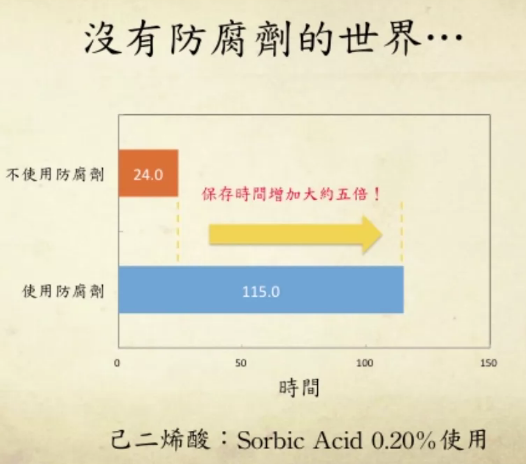 沒有防腐劑的世界…
不使用防腐劑
24.0
保存時間增加大約五倍！
使用防腐劑
115.0
0 50 100 150
時間
己二烯酸：Sorbic Acid 0.20%使用